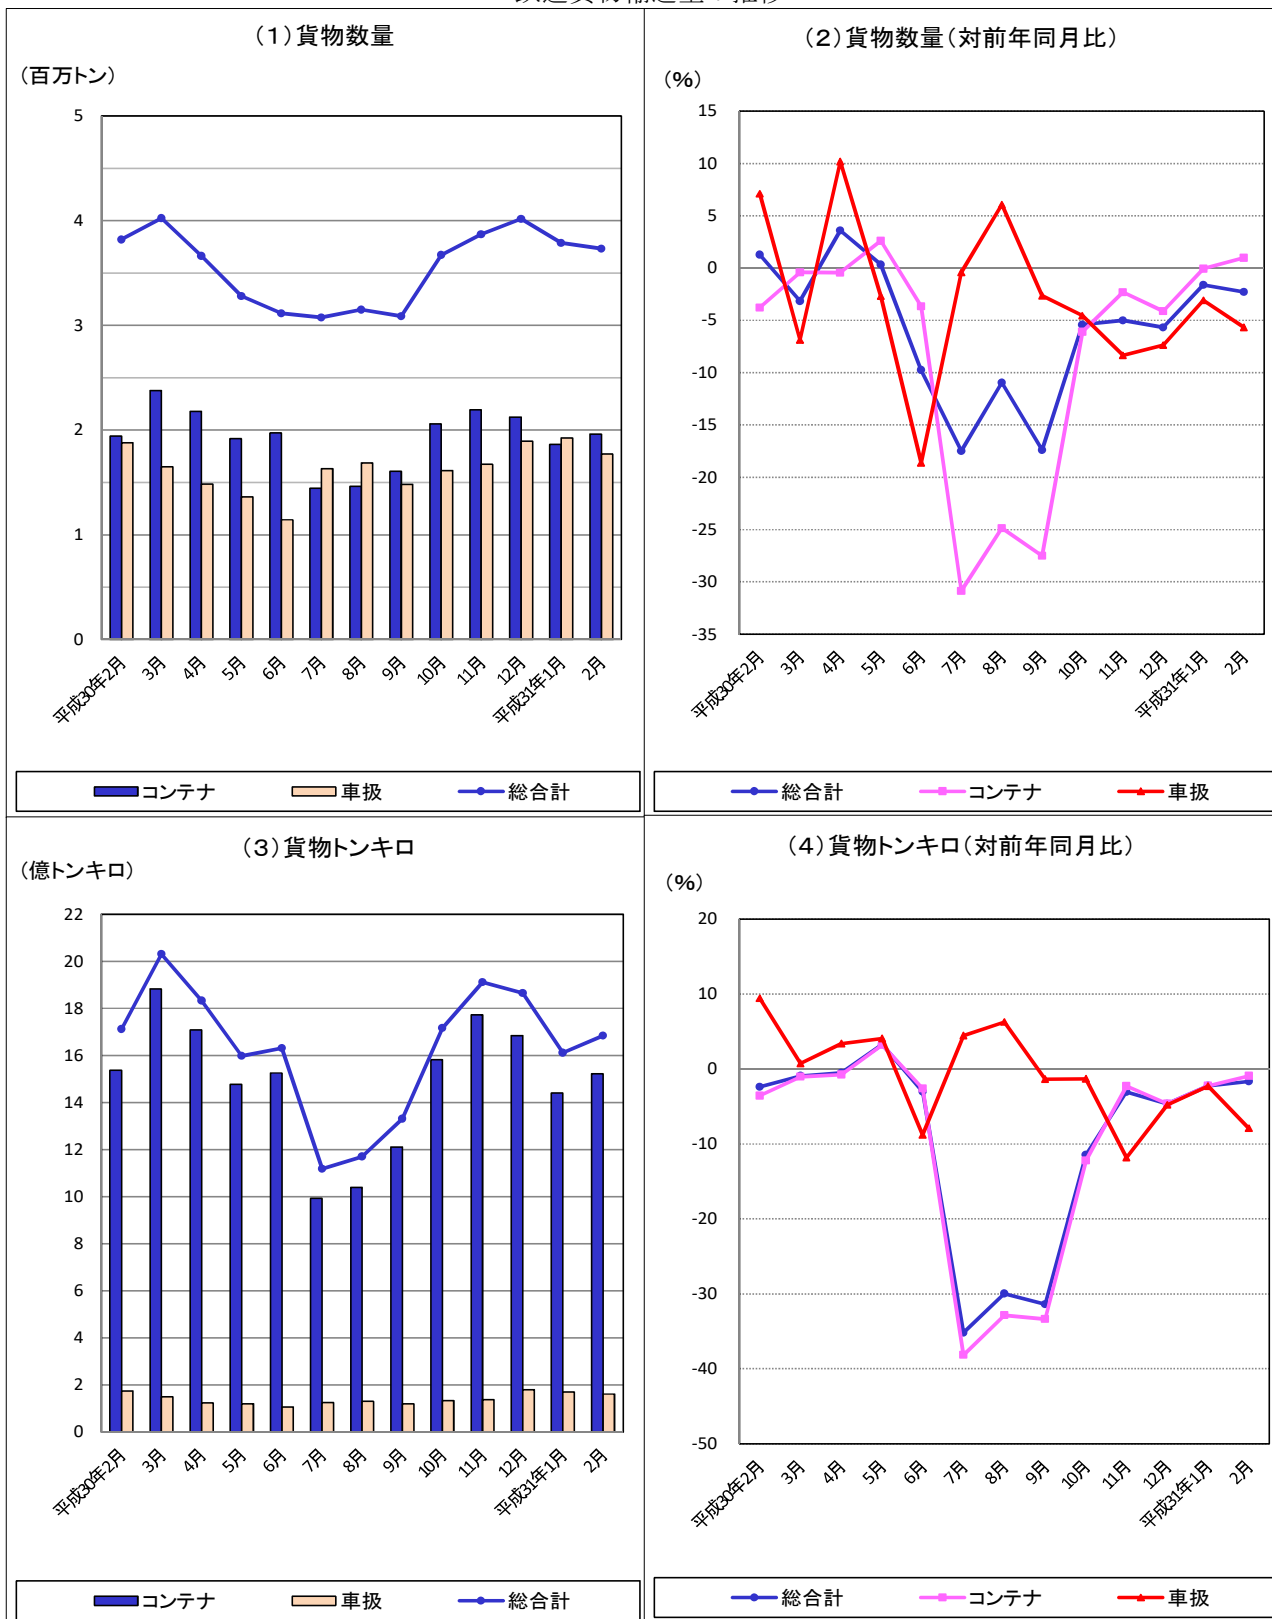 (1)貨物数量
(百万トン)
5
4
3
2
1
0
平成30年2月 3月 4月 5月 6月 7月 8月 9月 10月 11月 12月 平成31年1月 2月
コンテナ 車扱 総合計
(2)貨物数量(対前年同月比)
(%)
15
10
5
0
-5
-10
-15
-20
-25
-30
-35
平成30年2月 3月 4月 5月 6月 7月 8月 9月 10月 11月 12月 平成31年1月 2月
総合計 コンテナ 車扱
(3)貨物トンキロ
(億トンキロ)
22
20
18
16
14
12
10
8
6
4
2
0
平成30年2月 3月 4月 5月 6月 7月 8月 9月 10月 11月 12月 平成31年1月 2月
コンテナ 車扱 総合計
(4)貨物トンキロ(対前年同月比)
(%)
20
10
0
-10
-20
-30
-40
-50
平成30年2月 3月 4月 5月 6月 7月 8月 9月 10月 11月 12月 平成31年1月 2月
総合計 コンテナ 車扱